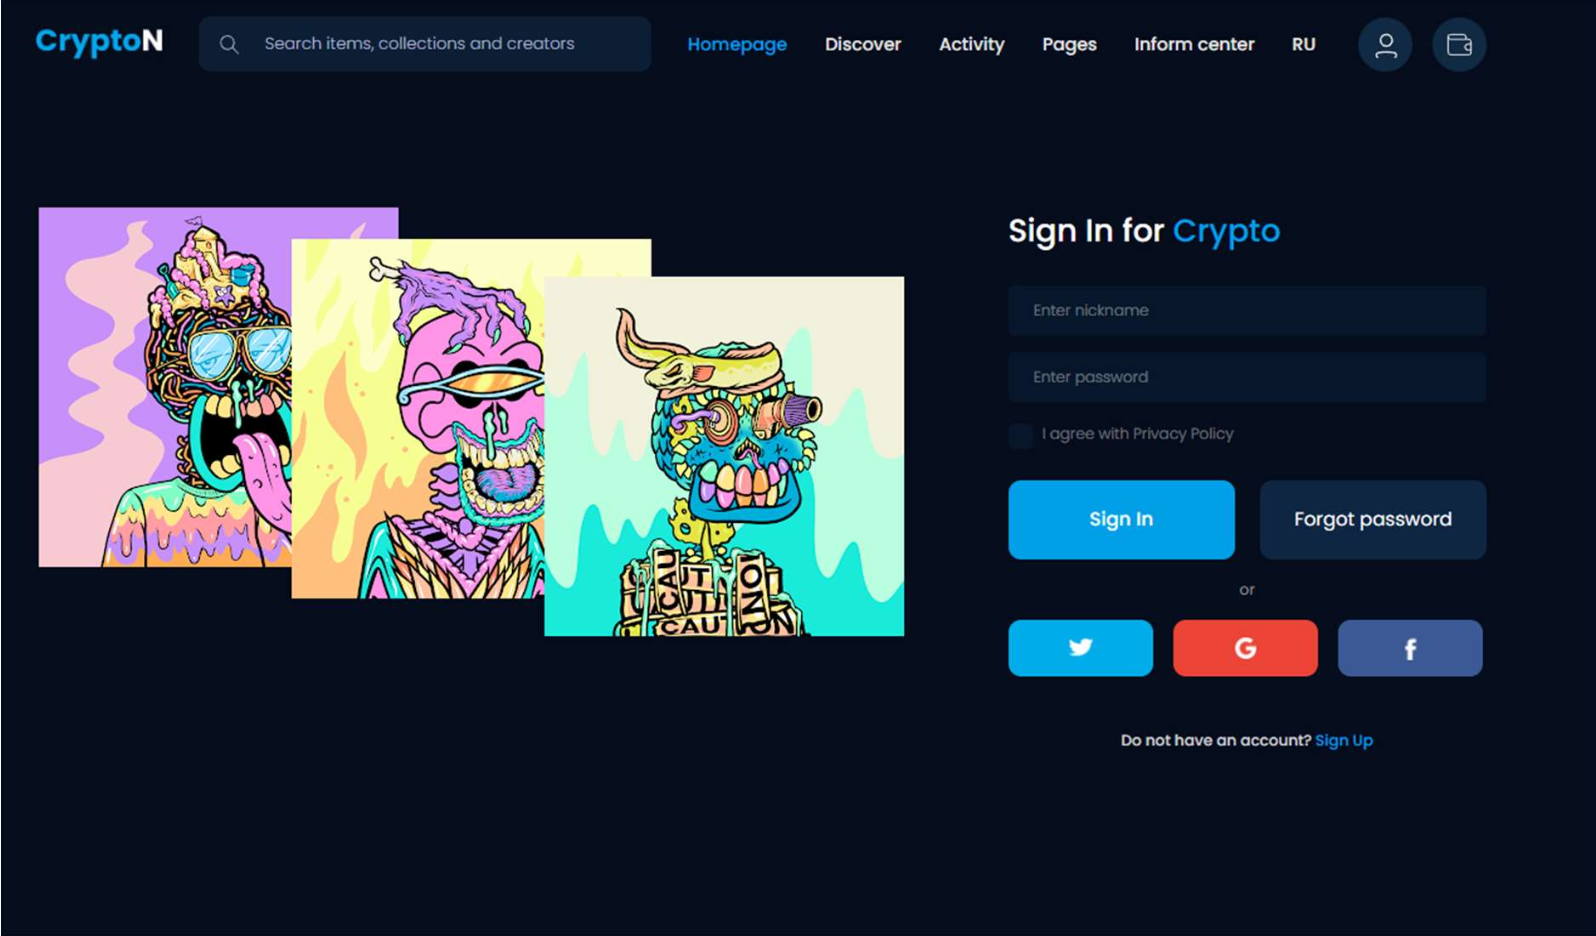 CryptoN
Search items, collections and creators
Homepage
Discover
Activity
Pages
Inform center
RU
Sign In for Crypto
Enter nickname
Enter password
I agree with Privacy Policy
Sign In
Forgot password
or
G
f
Do not have an account? Sign Up
CAU
CAUT